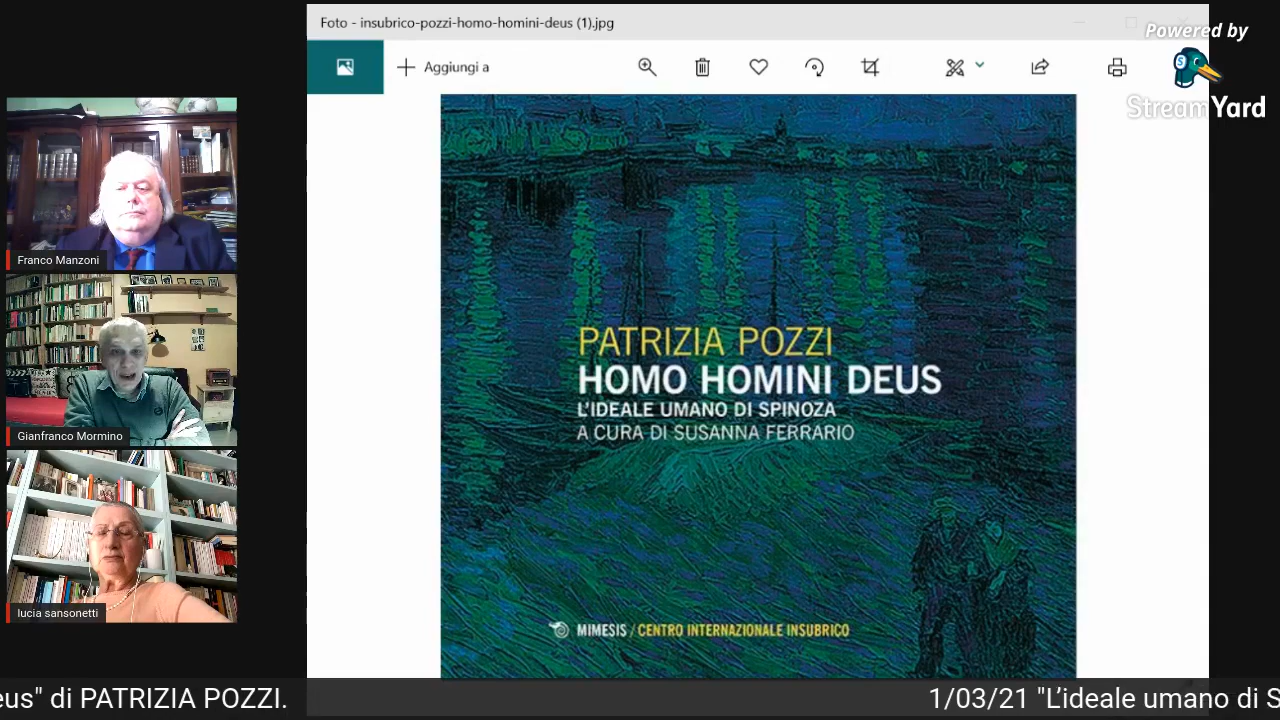 Foto - insubrico-pozzi-homo-homini-deus (1).jpg
Powered by
Aggiungi a
StreamYard
Franco Manzoni
PATRIZIA POZZI
HOMO HOMINI DEUS
L'IDEALE UMANO DI SPINOZA
A CURA DI SUSANNA FERRARIO
Gianfranco Mormino
lucia sansonetti
MIMESIS / CENTRO INTERNAZIONALE INSUBRICO
eus" di PATRIZIA POZZI. 1/03/21 "L'ideale umano di S